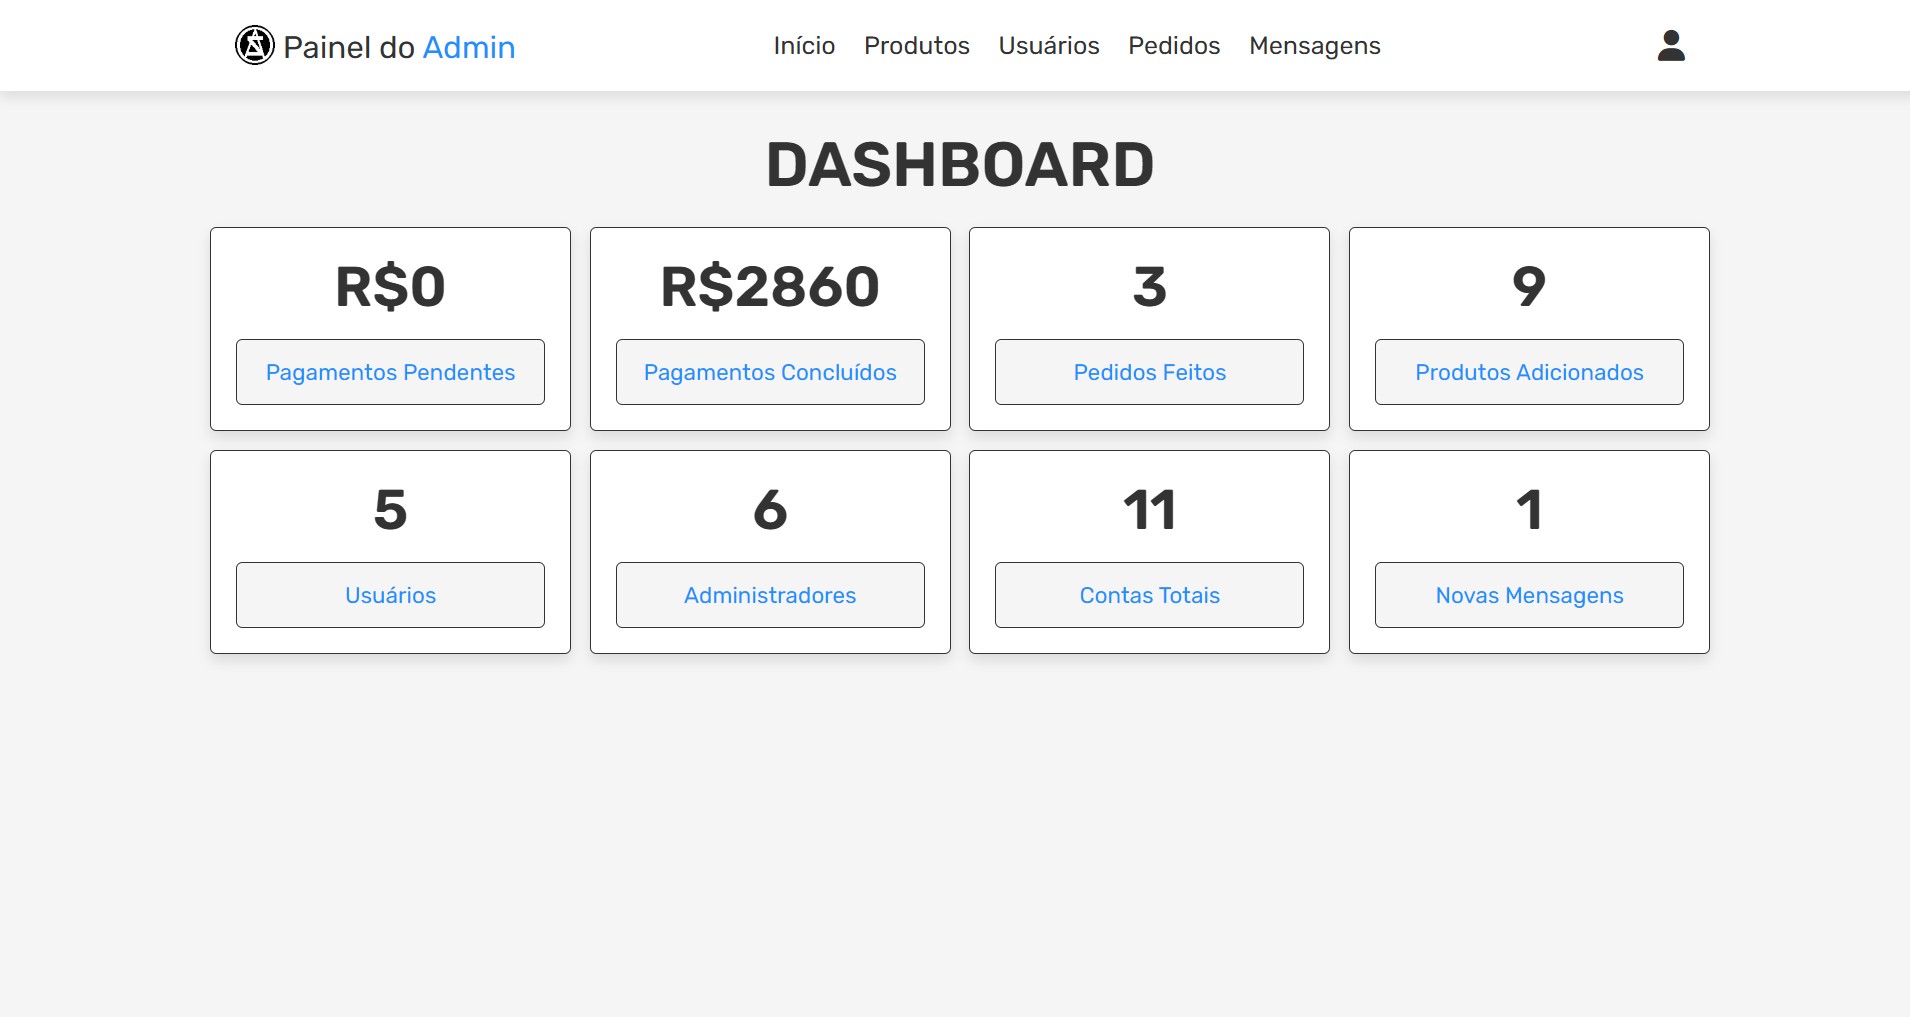 Painel do Admin
Início Produtos Usuários Pedidos Mensagens
DASHBOARD
R$0
Pagamentos Pendentes
R$2860
Pagamentos Concluídos
3
Pedidos Feitos
9
Produtos Adicionados
5
Usuários
6
Administradores
11
Contas Totais
1
Novas Mensagens